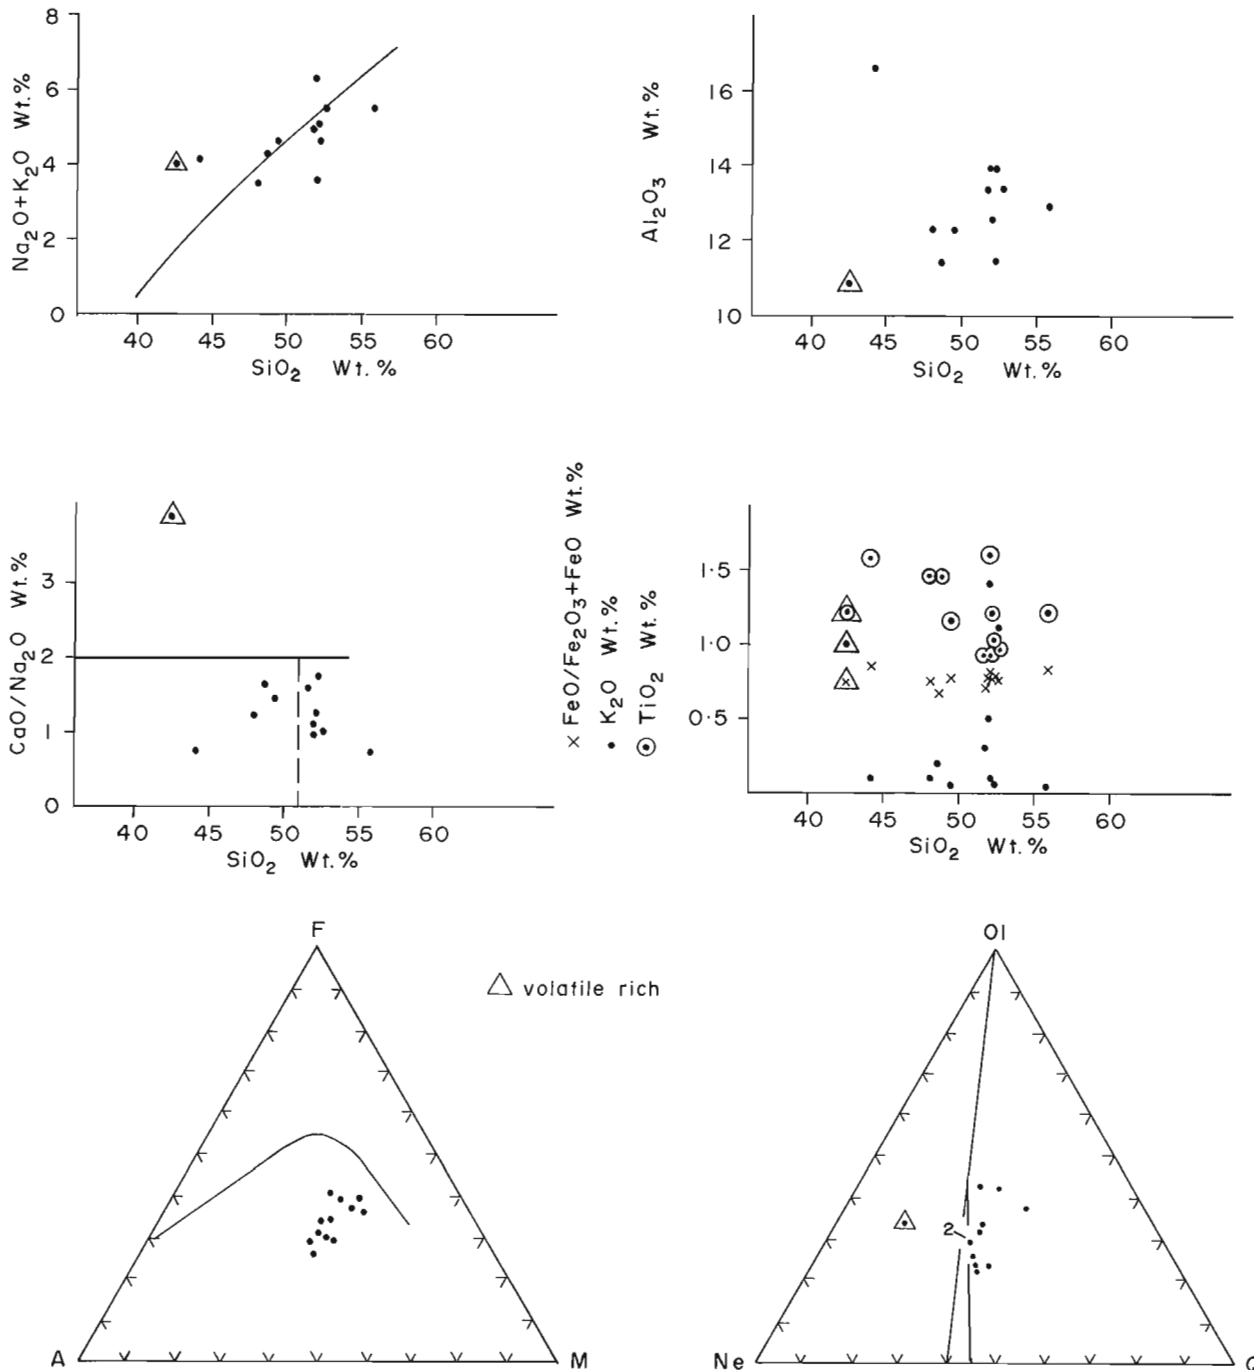 Na₂O+K₂O Wt.%
8
6
4
2
0
40 45 50 55 60
SiO₂ Wt.%
Al₂O₃ Wt.%
16
14
12
10
40 45 50 55 60
SiO₂ Wt.%
CaO/Na₂O Wt.%
3
2
1
0
40 45 50 55 60
SiO₂ Wt.%
× FeO/Fe₂O₃+FeO Wt.%
• K₂O Wt.%
⊙ TiO₂ Wt.%
1·5
1·0
0·5
40 45 50 55 60
SiO₂ Wt.%
F
△ volatile rich
A
M
Ol
2
Ne